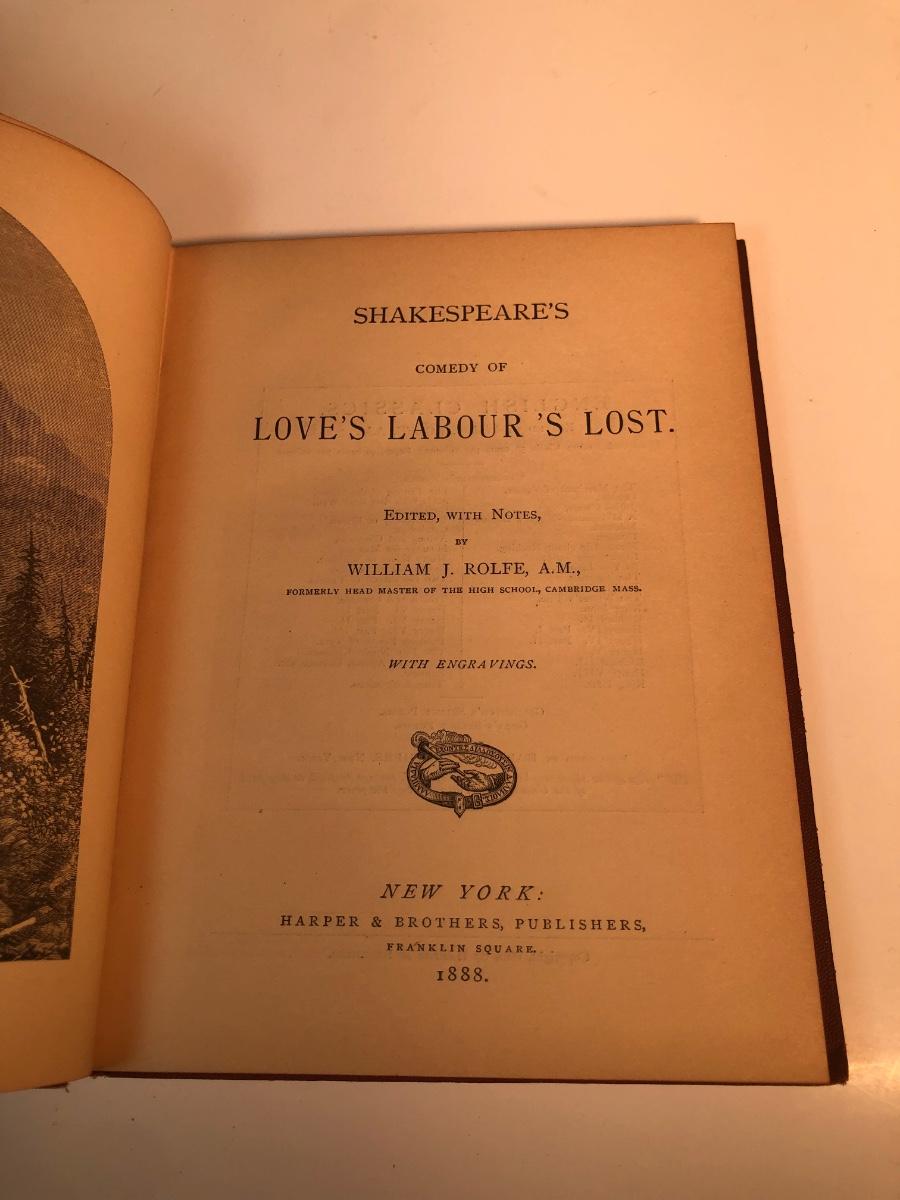 SHAKESPEARE'S
COMEDY OF
LOVE'S LABOUR 'S LOST.
EDITED, WITH NOTES,
BY
WILLIAM J. ROLFE, A.M.,
FORMERLY HEAD MASTER OF THE HIGH SCHOOL, CAMBRIDGE MASS.
WITH ENGRAVINGS.
NEW YORK:
HARPER & BROTHERS, PUBLISHERS,
FRANKLIN SQUARE.
1888.